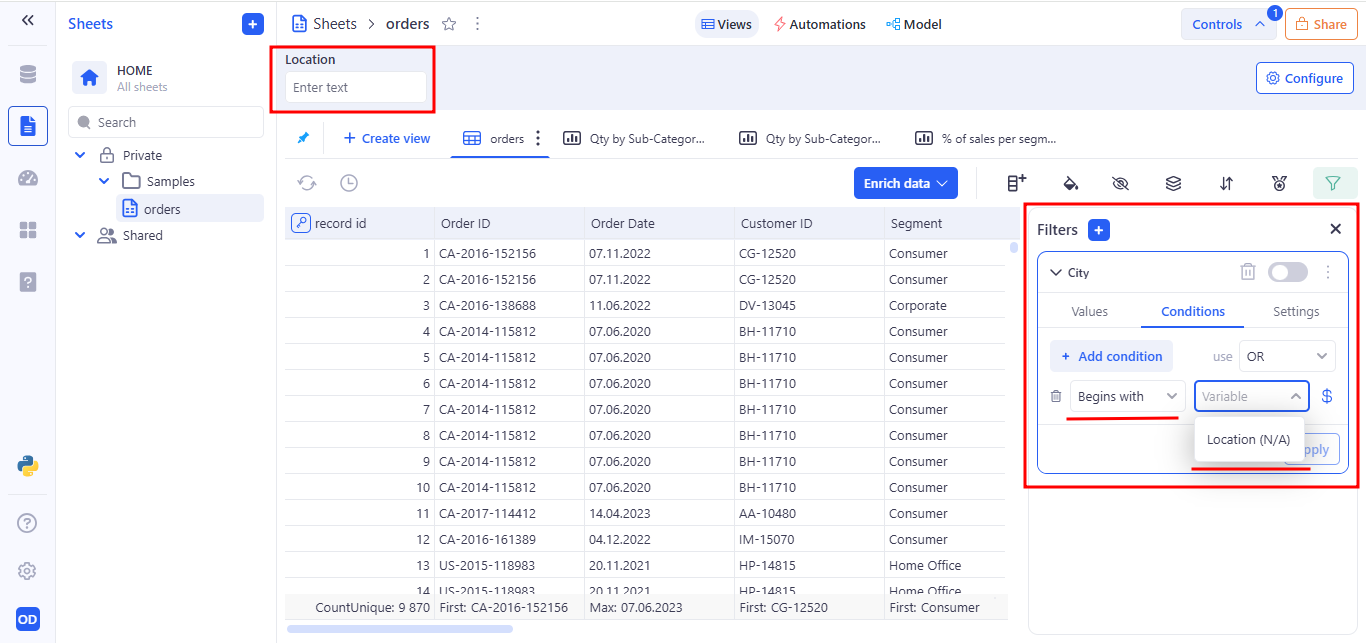 Sheets
Sheets > orders
Views
Automations
Model
Controls
1
Share
HOME
All sheets
Search
Private
Samples
orders
Shared
OD
Location
Enter text
Configure
+ Create view
orders
Qty by Sub-Categor...
Qty by Sub-Categor...
% of sales per segm...
Enrich data
record id Order ID Order Date Customer ID Segment
1 CA-2016-152156 07.11.2022 CG-12520 Consumer
2 CA-2016-152156 07.11.2022 CG-12520 Consumer
3 CA-2016-138688 11.06.2022 DV-13045 Corporate
4 CA-2014-115812 07.06.2020 BH-11710 Consumer
5 CA-2014-115812 07.06.2020 BH-11710 Consumer
6 CA-2014-115812 07.06.2020 BH-11710 Consumer
7 CA-2014-115812 07.06.2020 BH-11710 Consumer
8 CA-2014-115812 07.06.2020 BH-11710 Consumer
9 CA-2014-115812 07.06.2020 BH-11710 Consumer
10 CA-2014-115812 07.06.2020 BH-11710 Consumer
11 CA-2017-114412 14.04.2023 AA-10480 Consumer
12 CA-2016-161389 04.12.2022 IM-15070 Consumer
13 US-2015-118983 20.11.2021 HP-14815 Home Office
14 US-2015-118983 20.11.2021 HP-14815 Home Office
CountUnique: 9 870 First: CA-2016-152156 Max: 07.06.2023 First: CG-12520 First: Consumer
Filters
City
Values Conditions Settings
+ Add condition use OR
Begins with Variable $
Location (N/A)
pply